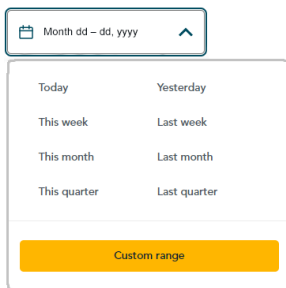 Month dd – dd, yyyy
Today Yesterday
This week Last week
This month Last month
This quarter Last quarter
Custom range